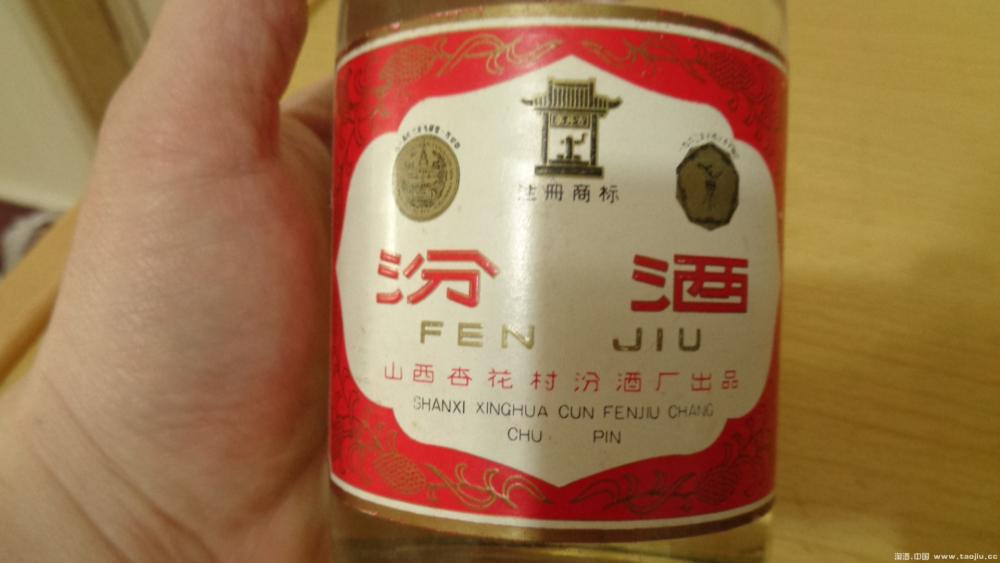 注册商标
汾酒
FEN JIU
山西杏花村汾酒厂出品
SHANXI XINGHUA CUN FENJIU CHANG
CHU PIN
淘酒.中国 www.taojiu.cc